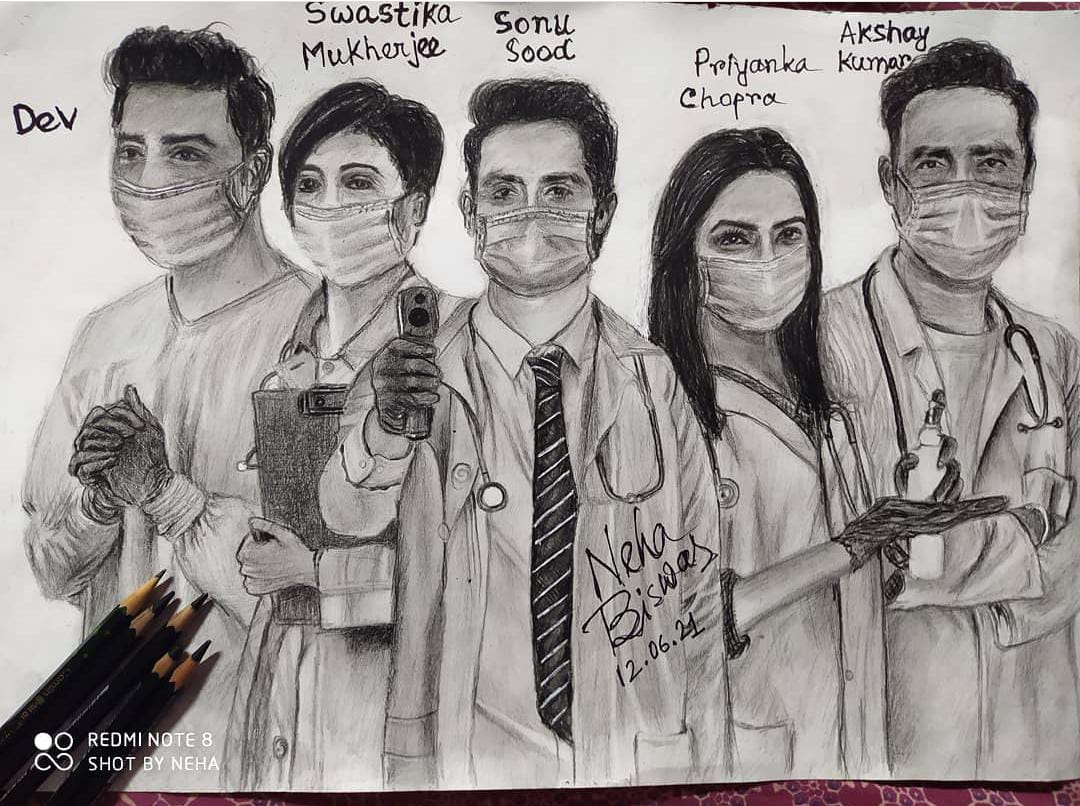 Dev
Swastika
Mukherjee
Sonu
Sood
Priyanka
Chopra
Akshay
Kumar
Neha
Biswas
12.06.21
REDMI NOTE 8
SHOT BY NEHA